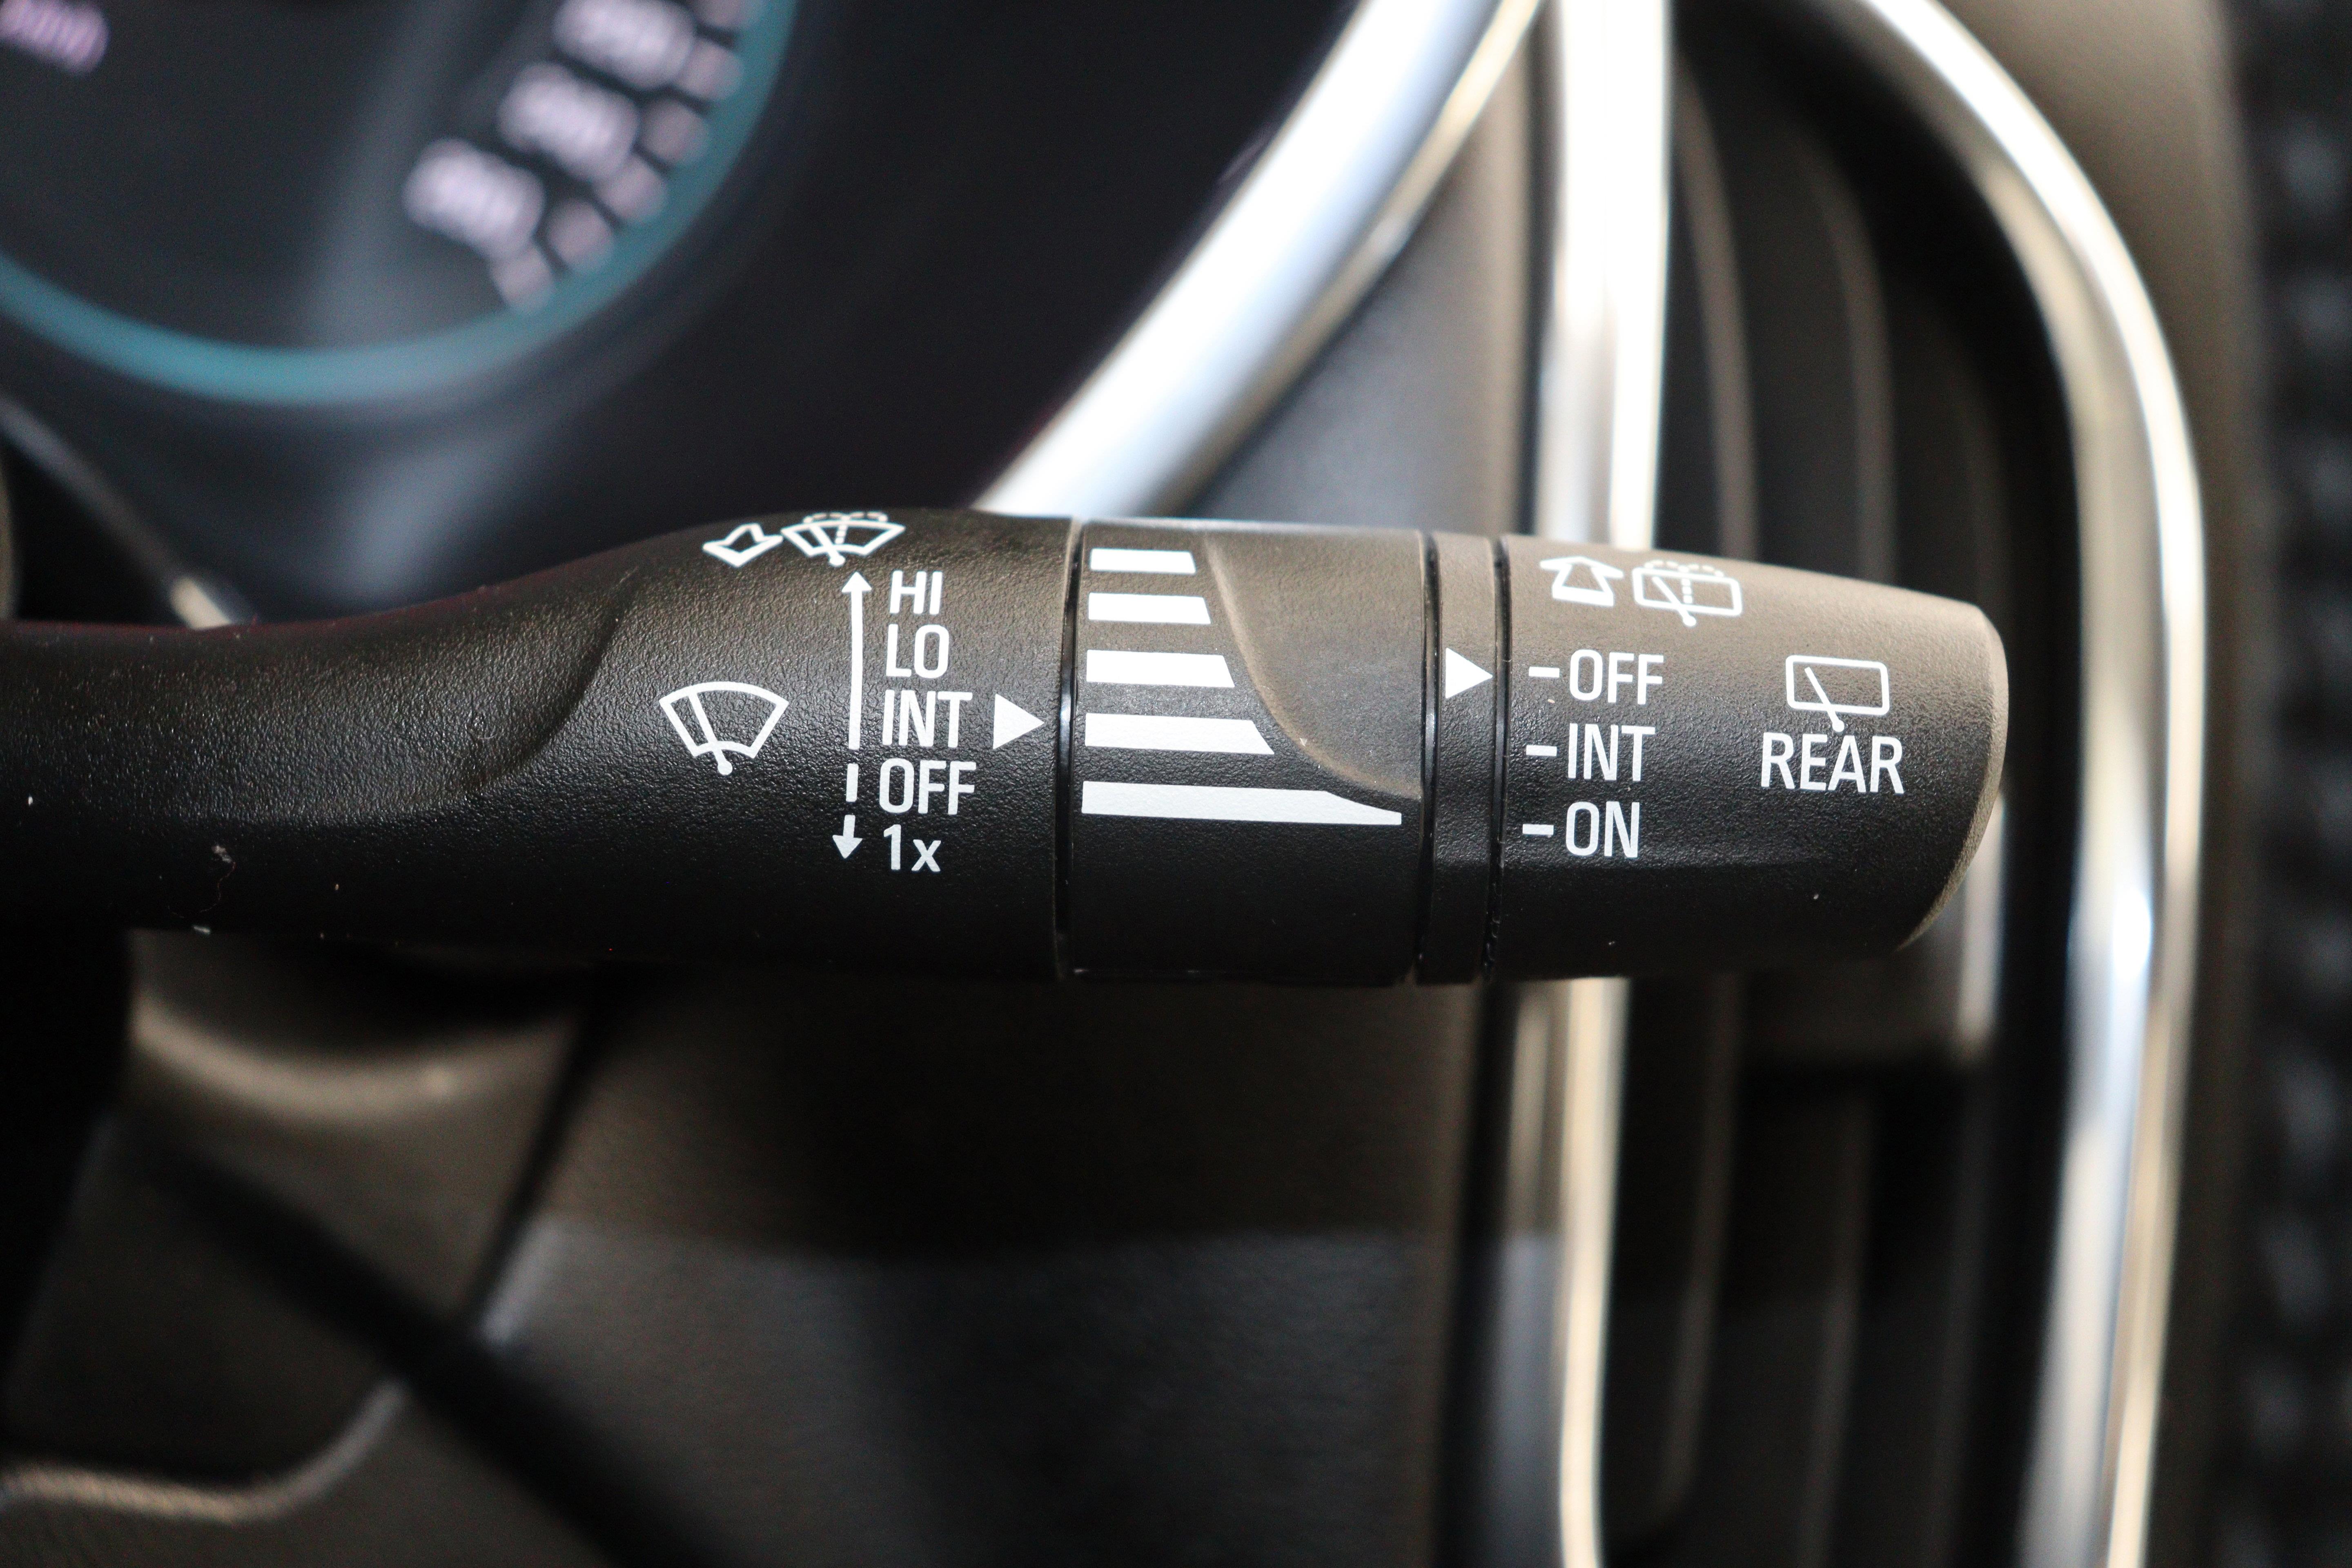 HI
LO
INT
OFF
1x
-OFF
-INT
-ON
REAR